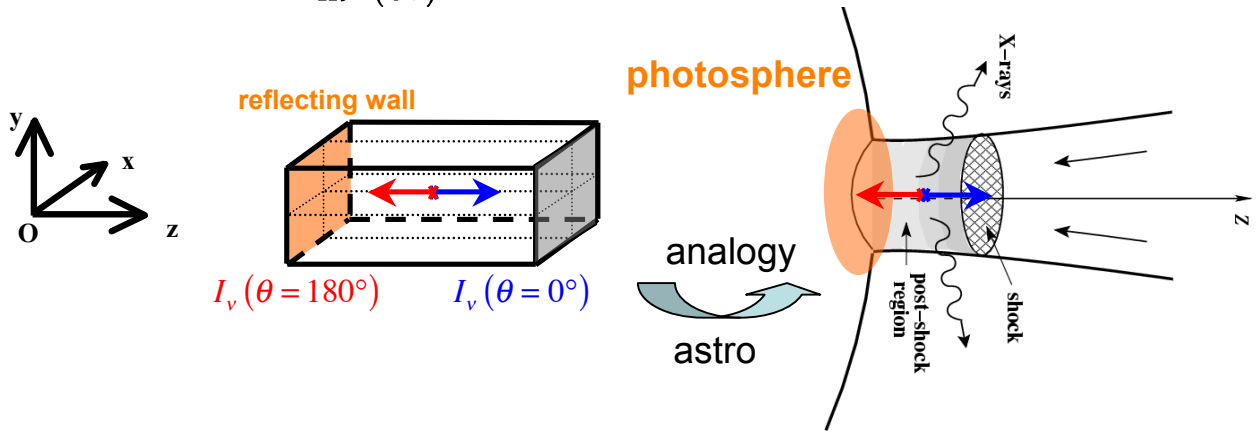 photosphere
reflecting wall
y
x
O
z
I_ν (θ = 180°)
I_ν (θ = 0°)
analogy
astro
X-rays
post-shock
region
shock
z